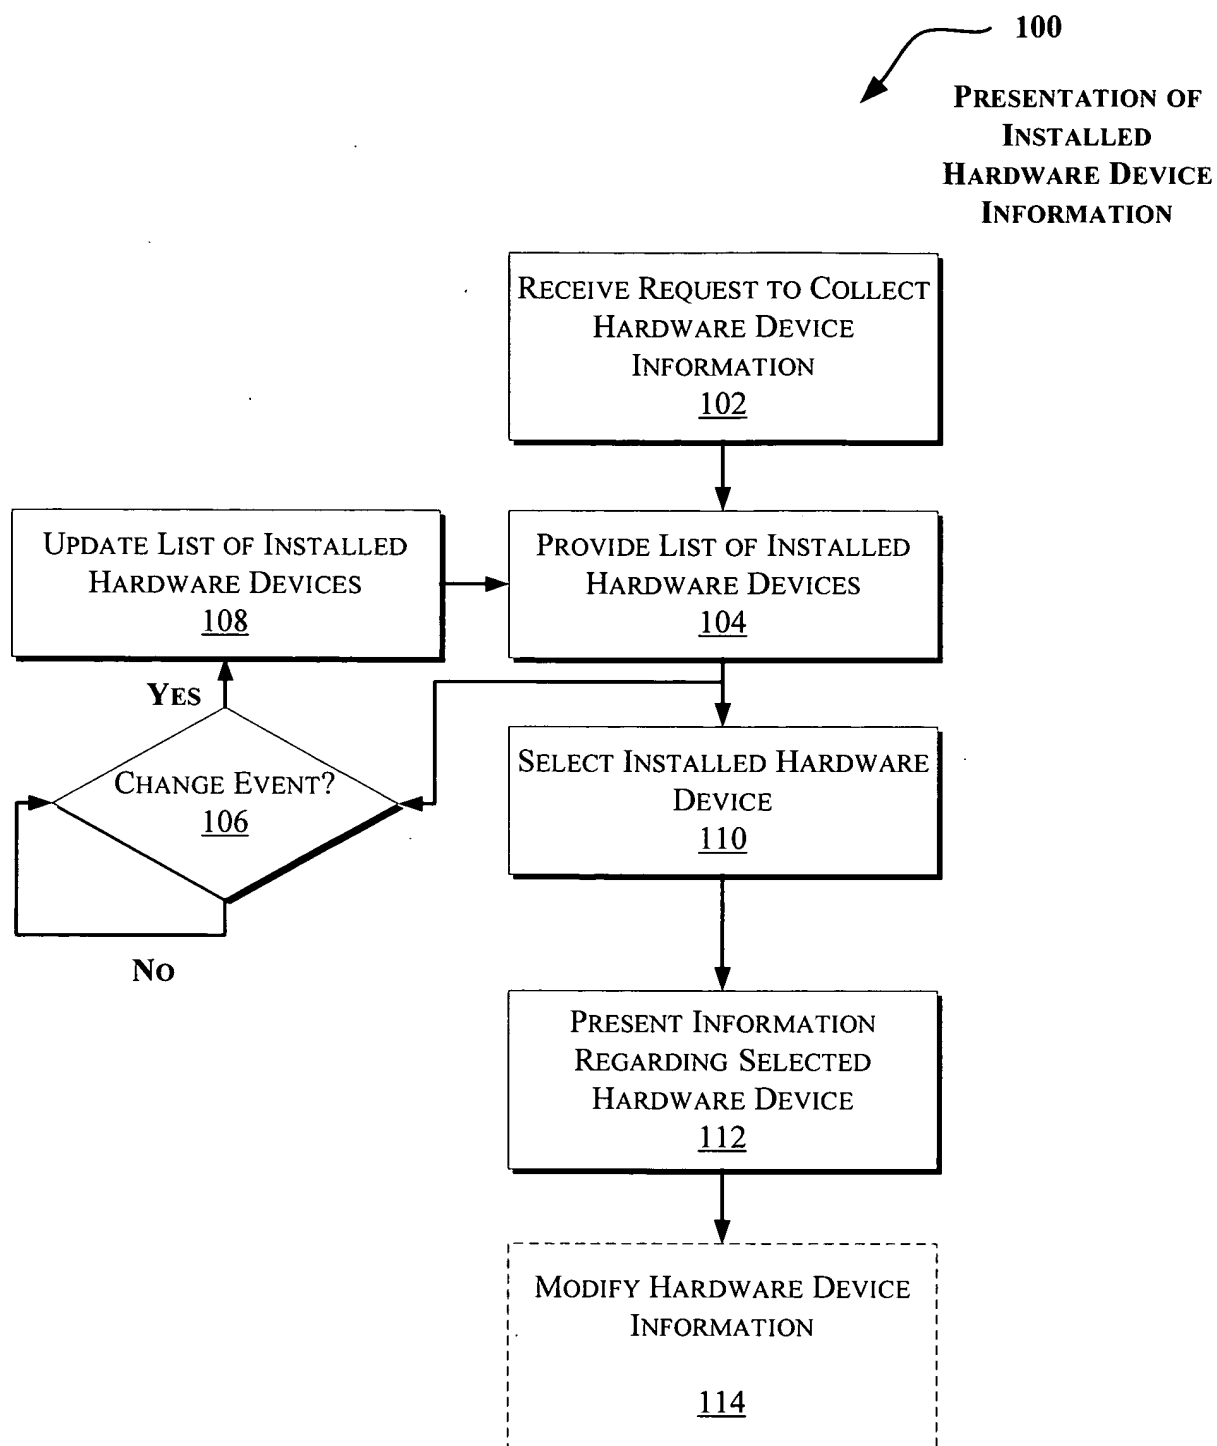 100
PRESENTATION OF
INSTALLED
HARDWARE DEVICE
INFORMATION
RECEIVE REQUEST TO COLLECT
HARDWARE DEVICE
INFORMATION
102
UPDATE LIST OF INSTALLED
HARDWARE DEVICES
108
PROVIDE LIST OF INSTALLED
HARDWARE DEVICES
104
YES
CHANGE EVENT?
106
NO
SELECT INSTALLED HARDWARE
DEVICE
110
PRESENT INFORMATION
REGARDING SELECTED
HARDWARE DEVICE
112
MODIFY HARDWARE DEVICE
INFORMATION
114